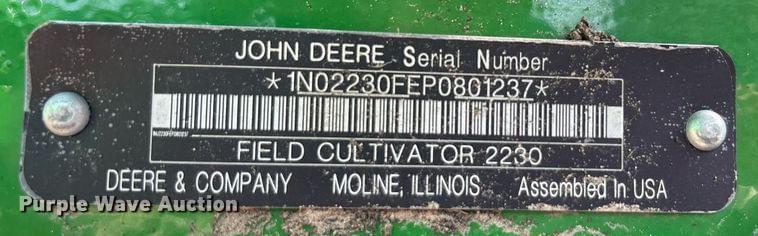 JOHN DEERE Serial Number
*1N02230FEP0801237*
FIELD CULTIVATOR 2230
DEERE & COMPANY MOLINE, ILLINOIS Assembled In USA
Purple Wave Auction